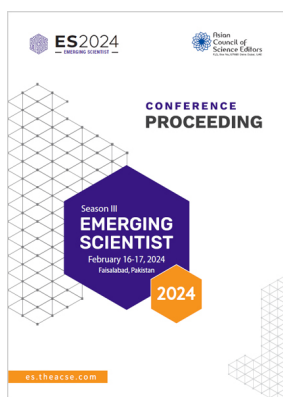 ES2024
EMERGING SCIENTIST
Asian
Council of
Science Editors
CONFERENCE
PROCEEDING
Season III
EMERGING
SCIENTIST
February 16-17, 2024
Faisalabad, Pakistan
2024
es.theacse.com